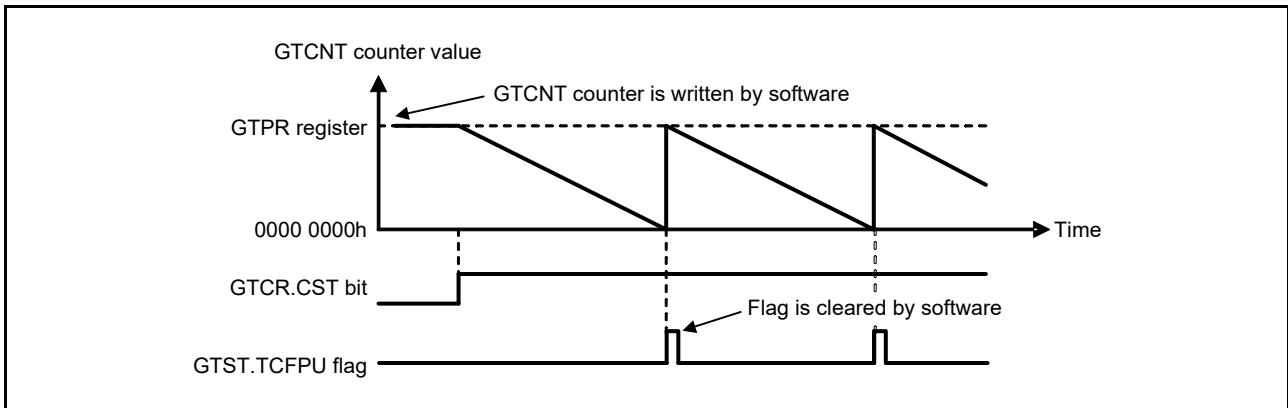 GTCNT counter value
GTCNT counter is written by software
GTPR register
0000 0000h
Time
GTCR.CST bit
Flag is cleared by software
GTST.TCFPU flag